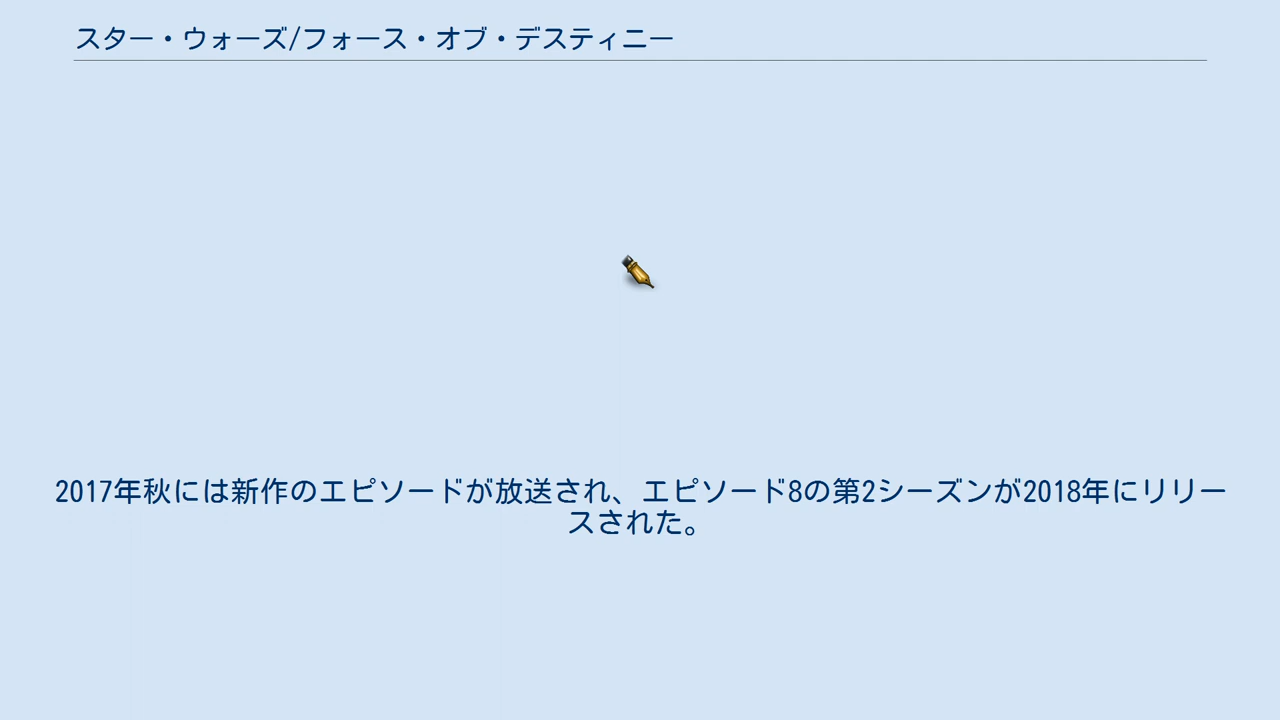 スター・ウォーズ/フォース・オブ・デスティニー
2017年秋には新作のエピソードが放送され、エピソード8の第2シーズンが2018年にリリー
スされた。